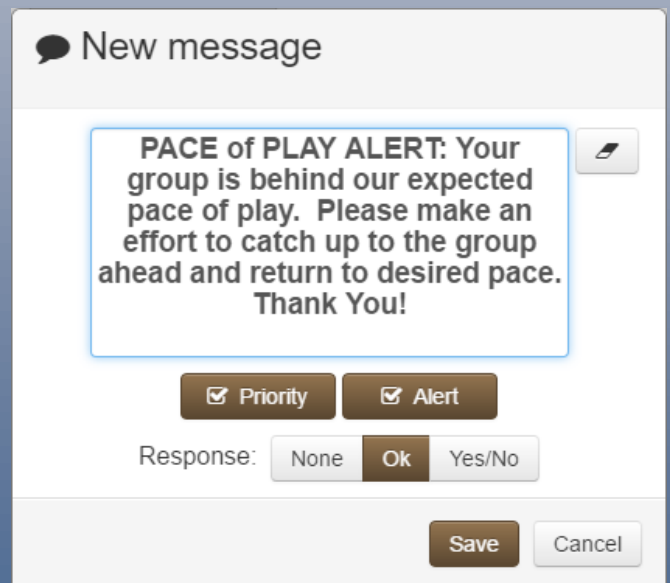 New message
PACE of PLAY ALERT: Your
group is behind our expected
pace of play.  Please make an
effort to catch up to the group
ahead and return to desired pace.
Thank You!
Priority Alert
Response: None Ok Yes/No
Save Cancel